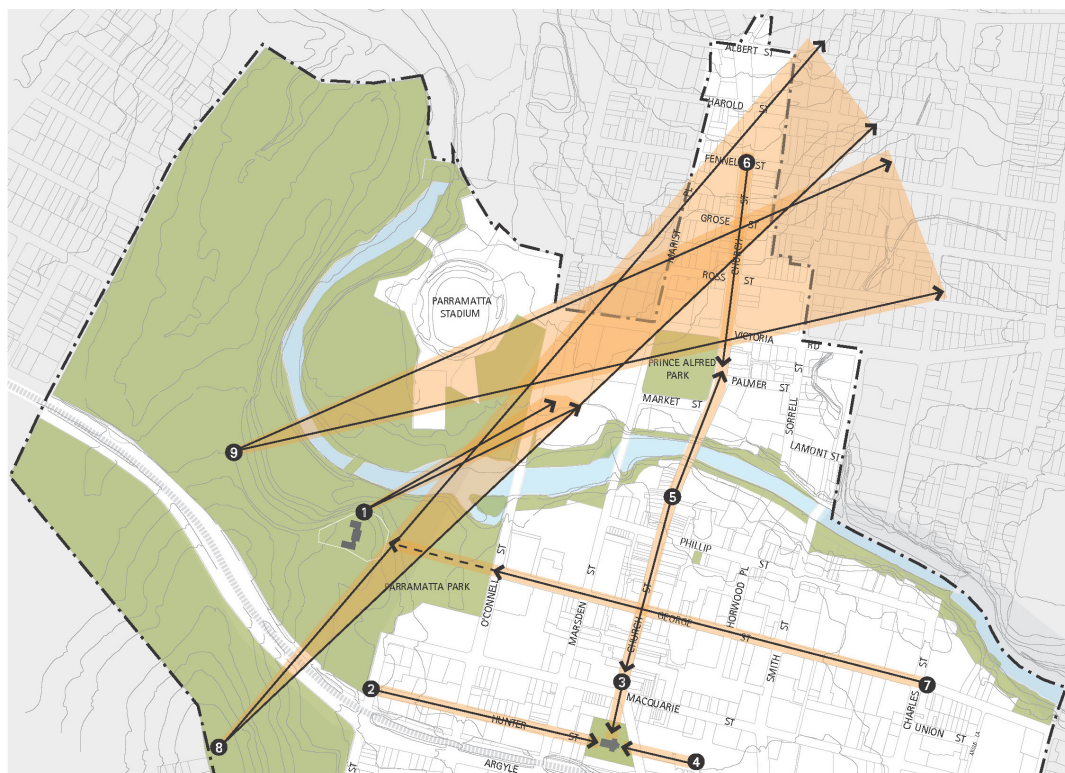 ALBERT ST
HAROLD ST
FENNELL ST
6
MARIST PL
GROSE ST
CHURCH ST
ROSS ST
PARRAMATTA
STADIUM
VICTORIA RD
PRINCE ALFRED
PARK
PALMER ST
MARKET ST
SORRELL ST
LAMONT ST
9
5
1
PHILLIP ST
PARRAMATTA PARK
O'CONNELL ST
MARSDEN ST
CHURCH ST
HORWOOD PL
GEORGE ST
SMITH ST
7
2
3
MACQUARIE ST
CHARLES ST
UNION ST
HUNTER ST
8
4
ARGYLE